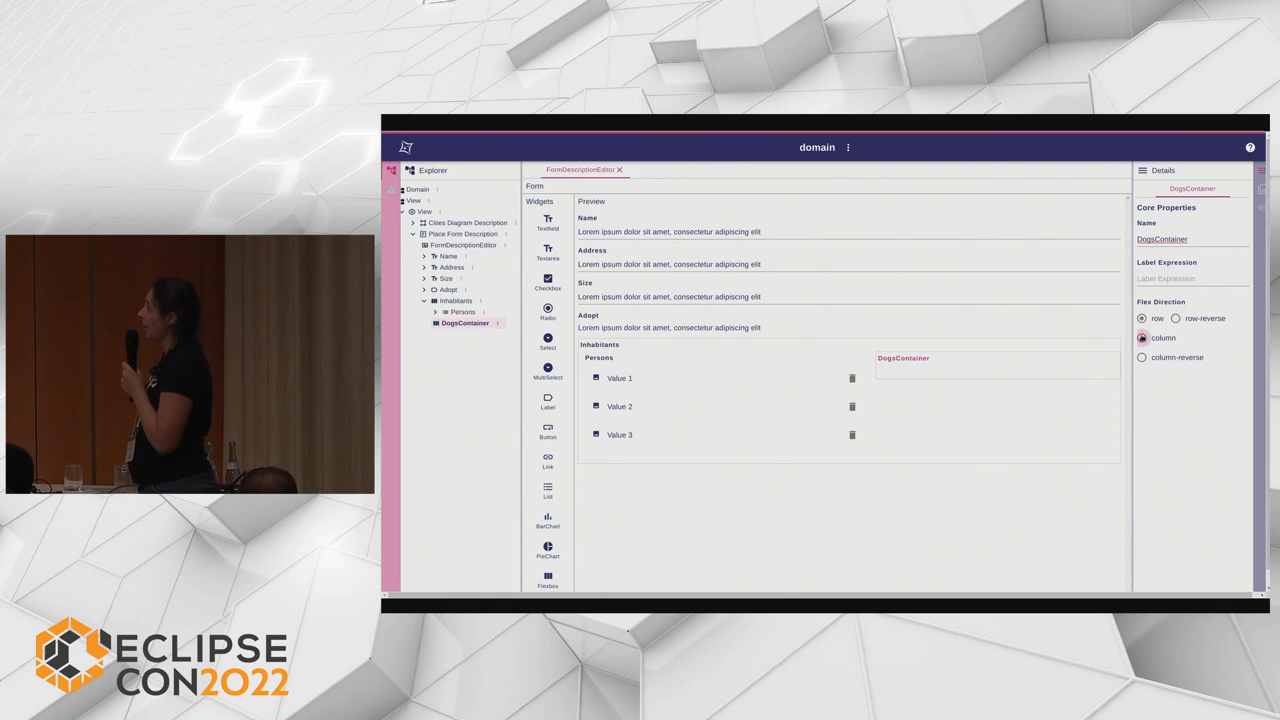 domain
Explorer
Domain
View
View
Cities Diagram Description
Place Form Description
FormDescriptionEditor
Name
Address
Size
Adopt
Inhabitants
Persons
DogsContainer
FormDescriptionEditor
Form
Widgets
Textfield
Textarea
Checkbox
Radio
Select
MultiSelect
Label
Button
Link
List
BarChart
PieChart
Flexbox
Preview
Name
Lorem ipsum dolor sit amet, consectetur adipiscing elit
Address
Lorem ipsum dolor sit amet, consectetur adipiscing elit
Size
Lorem ipsum dolor sit amet, consectetur adipiscing elit
Adopt
Lorem ipsum dolor sit amet, consectetur adipiscing elit
Inhabitants
Persons
Value 1
Value 2
Value 3
DogsContainer
Details
DogsContainer
Core Properties
Name
DogsContainer
Label Expression
Label Expression
Flex Direction
row row-reverse
column
column-reverse
ECLIPSE
CON2022